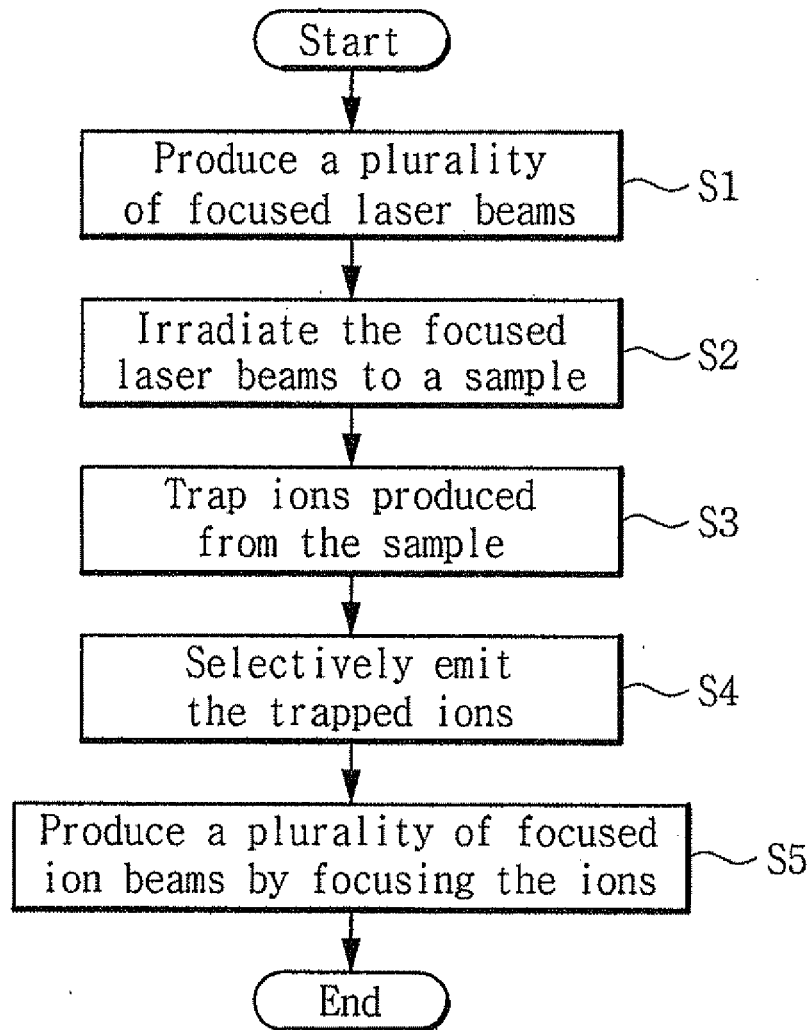 Start
Produce a plurality
of focused laser beams
S1
Irradiate the focused
laser beams to a sample
S2
Trap ions produced
from the sample
S3
Selectively emit
the trapped ions
S4
Produce a plurality of focused
ion beams by focusing the ions
S5
End